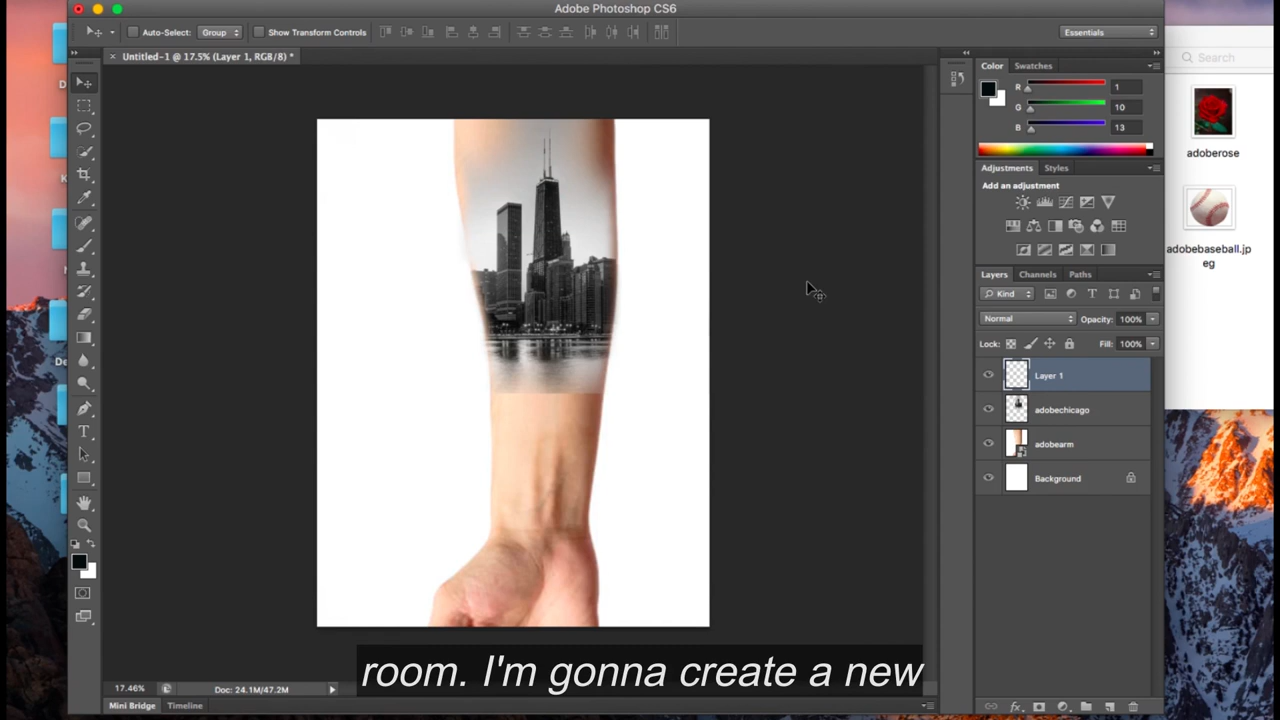 Adobe Photoshop CS6
Auto-Select: Group Show Transform Controls Essentials
Untitled-1 @ 17.5% (Layer 1, RGB/8) *
Search
Color Swatches
R 1
G 10
B 13
adoberose
Adjustments Styles
Add an adjustment
adobebaseball.jp
eg
Layers Channels Paths
Kind
Normal Opacity: 100%
Lock: Fill: 100%
Layer 1
adobechicago
adobearm
Background
room. I'm gonna create a new
17.46% Doc: 24.1M/47.2M
Mini Bridge Timeline
fx